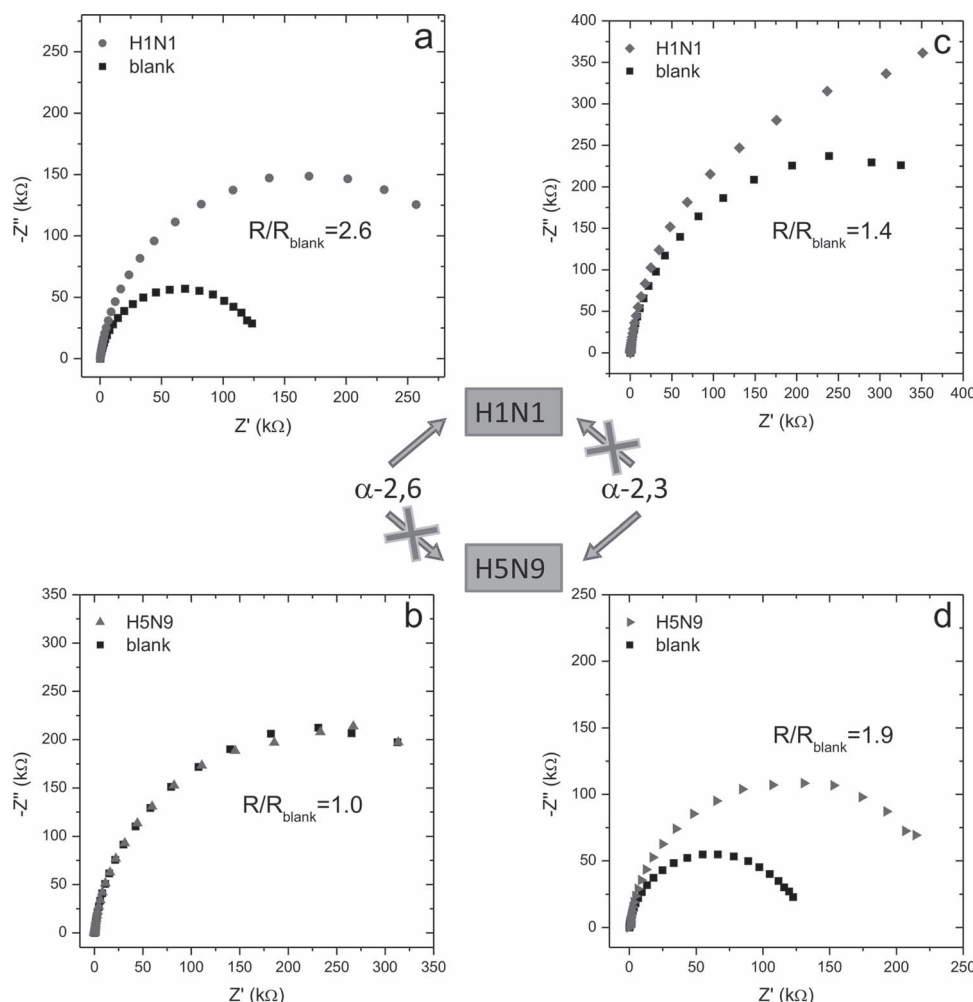 a
H1N1
blank
R/R_blank=2.6
-Z'' (kΩ)
250
200
150
100
50
0
0 50 100 150 200 250
Z' (kΩ)
c
H1N1
blank
R/R_blank=1.4
-Z'' (kΩ)
400
350
300
250
200
150
100
50
0
0 50 100 150 200 250 300 350 400
Z' (kΩ)
H1N1
α-2,6
α-2,3
H5N9
b
H5N9
blank
R/R_blank=1.0
-Z'' (kΩ)
350
300
250
200
150
100
50
0
0 50 100 150 200 250 300 350
Z' (kΩ)
d
H5N9
blank
R/R_blank=1.9
-Z'' (kΩ)
250
200
150
100
50
0
0 50 100 150 200 250
Z' (kΩ)